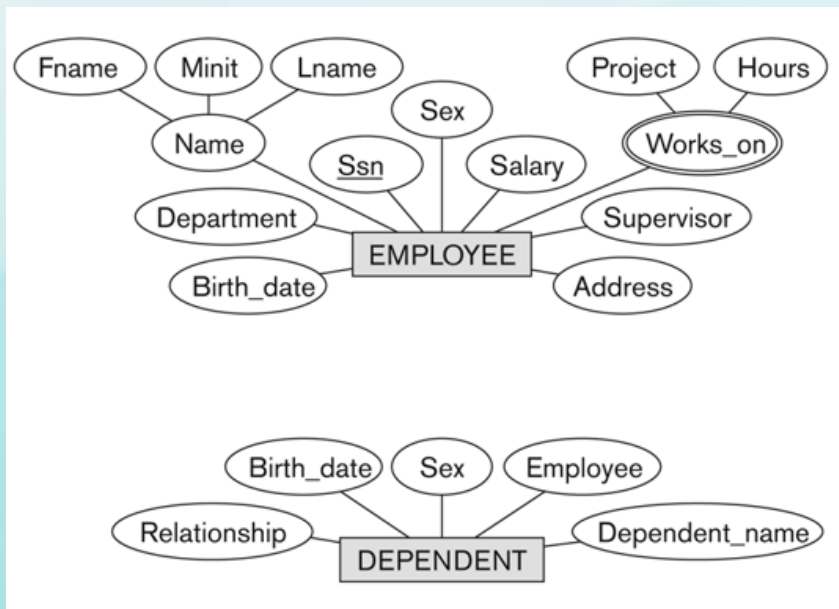 Fname Minit Lname
Project Hours
Sex
Name
Works_on
Ssn Salary
Department
Supervisor
EMPLOYEE
Birth_date Address
Birth_date Sex Employee
Relationship Dependent_name
DEPENDENT